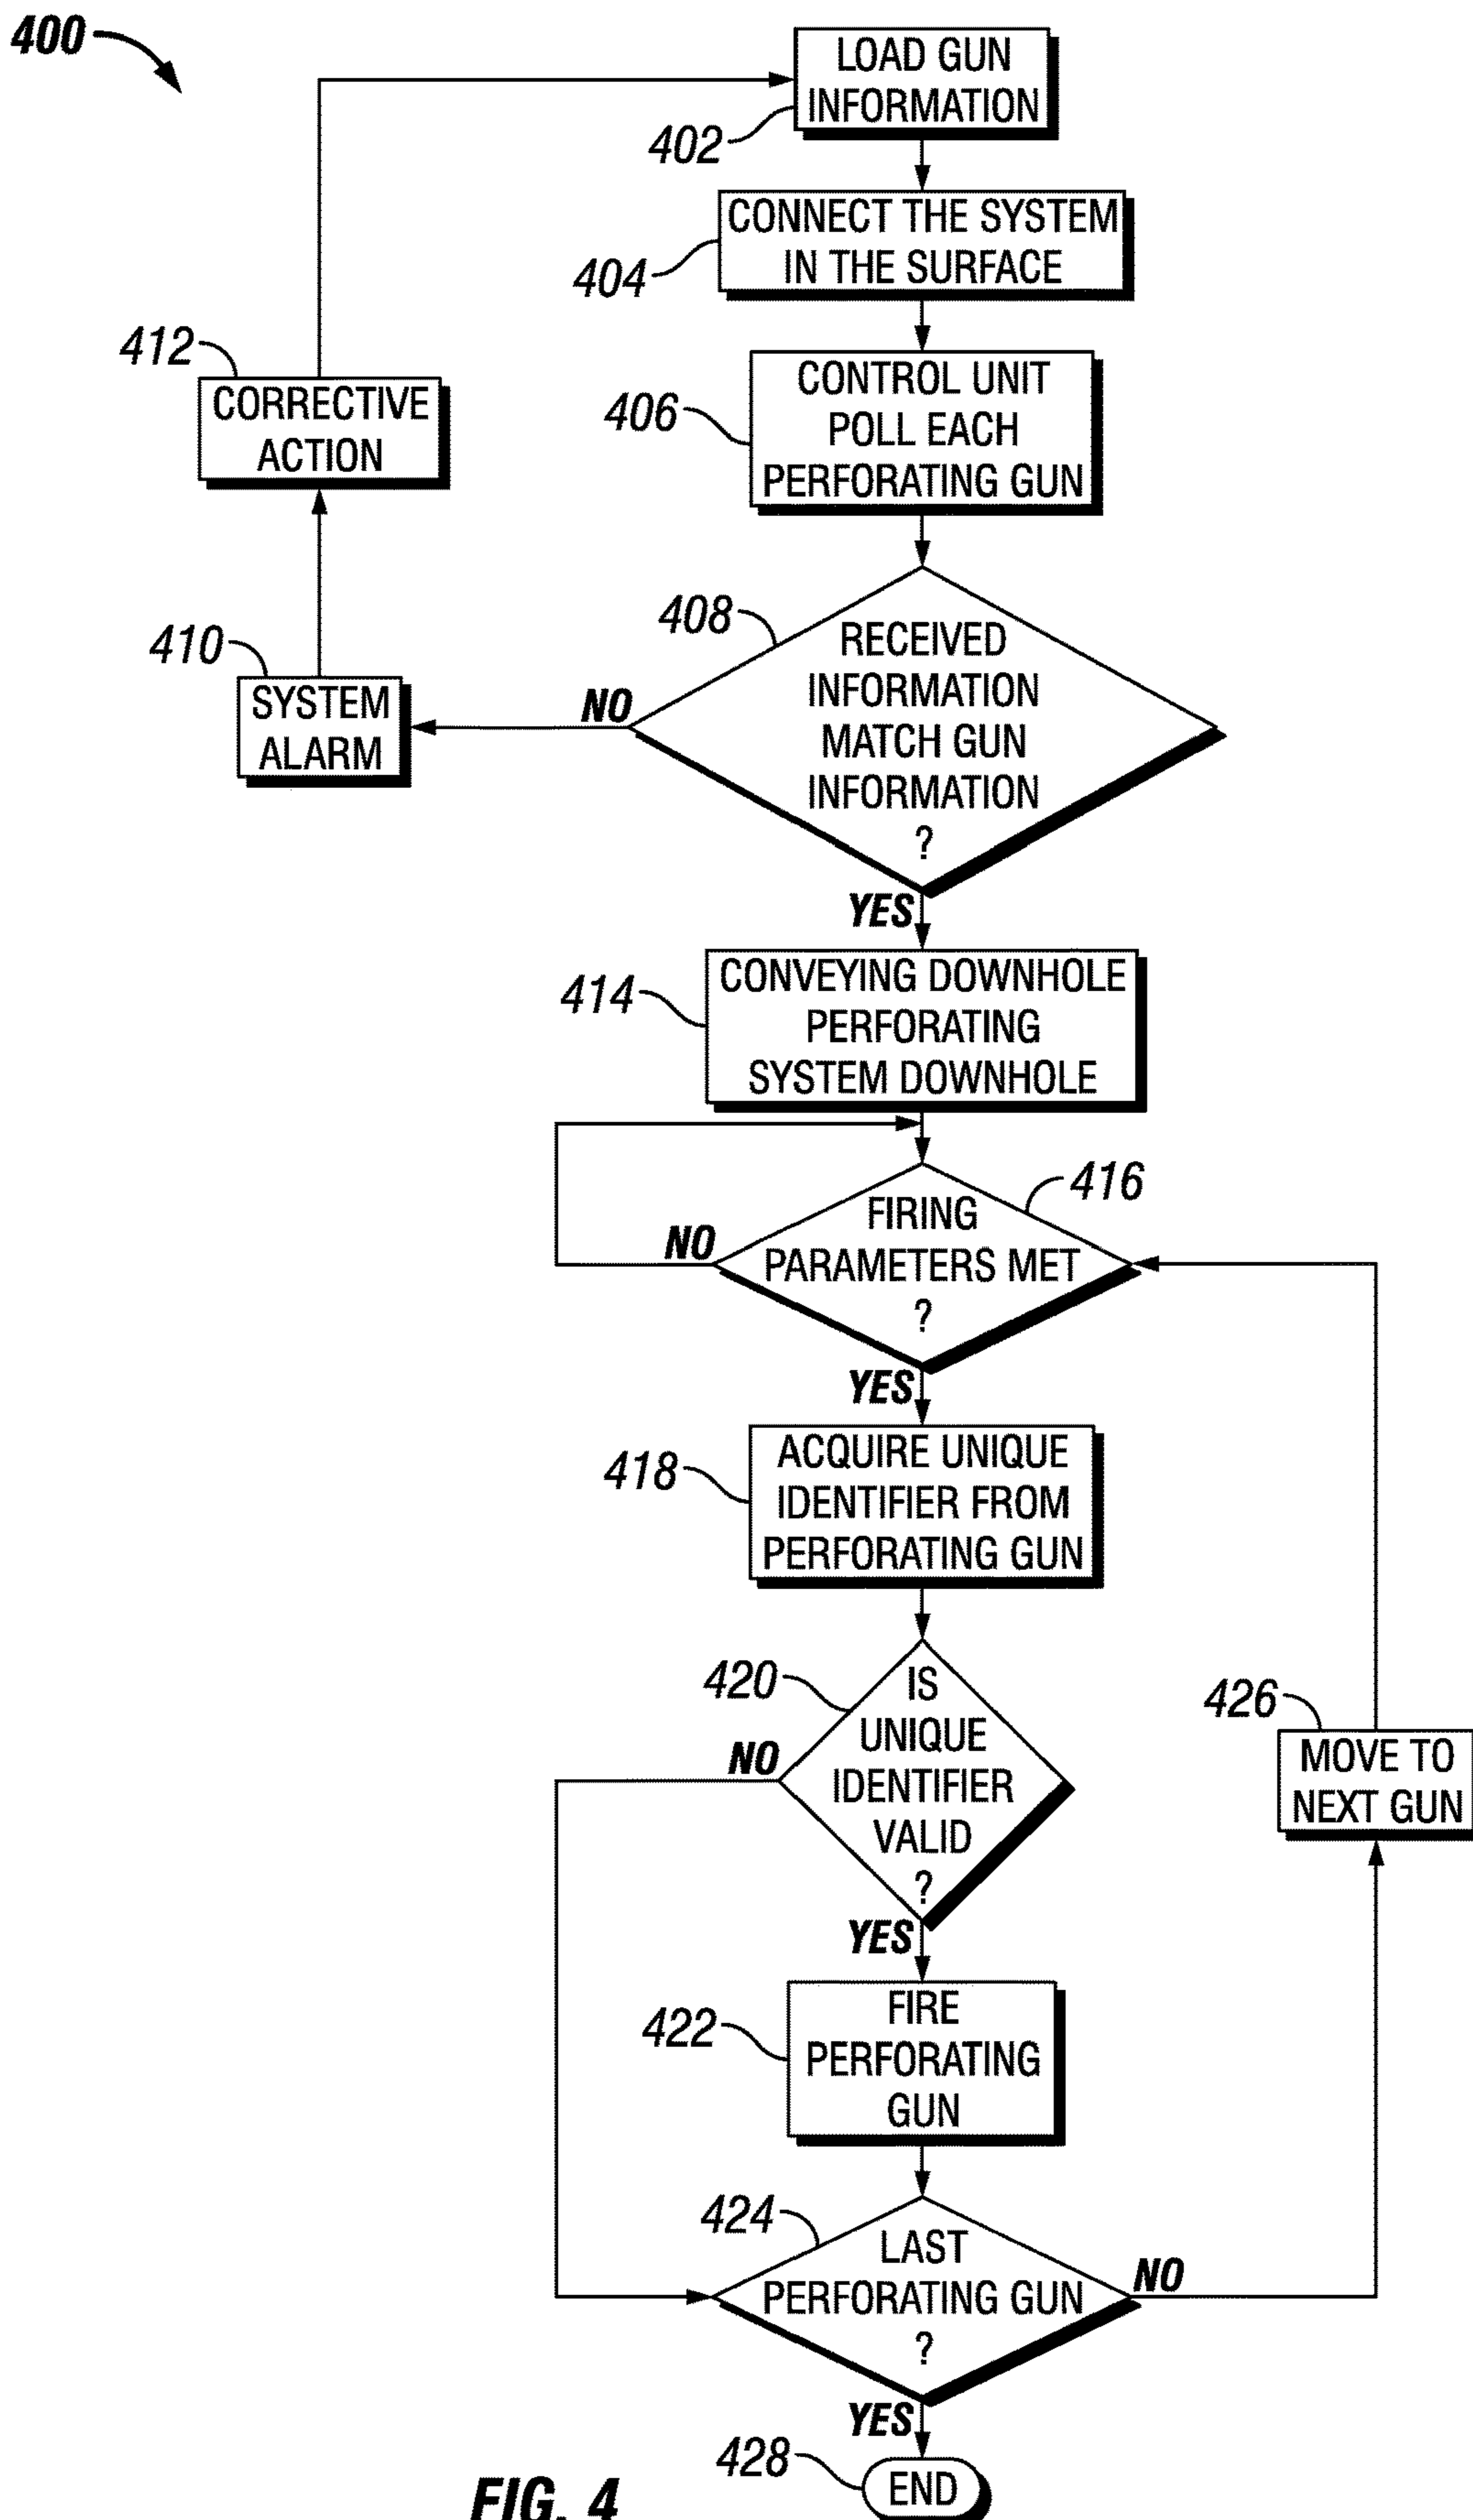 400
LOAD GUN
INFORMATION
402
CONNECT THE SYSTEM
IN THE SURFACE
404
412
CORRECTIVE
ACTION
CONTROL UNIT
POLL EACH
PERFORATING GUN
406
408
RECEIVED
INFORMATION
MATCH GUN
INFORMATION
?
410
SYSTEM
ALARM
NO
YES
CONVEYING DOWNHOLE
PERFORATING
SYSTEM DOWNHOLE
414
416
FIRING
PARAMETERS MET
?
NO
YES
ACQUIRE UNIQUE
IDENTIFIER FROM
PERFORATING GUN
418
420
IS
UNIQUE
IDENTIFIER
VALID
?
NO
426
MOVE TO
NEXT GUN
YES
FIRE
PERFORATING
GUN
422
424
LAST
PERFORATING GUN
?
NO
YES
428
END
FIG. 4